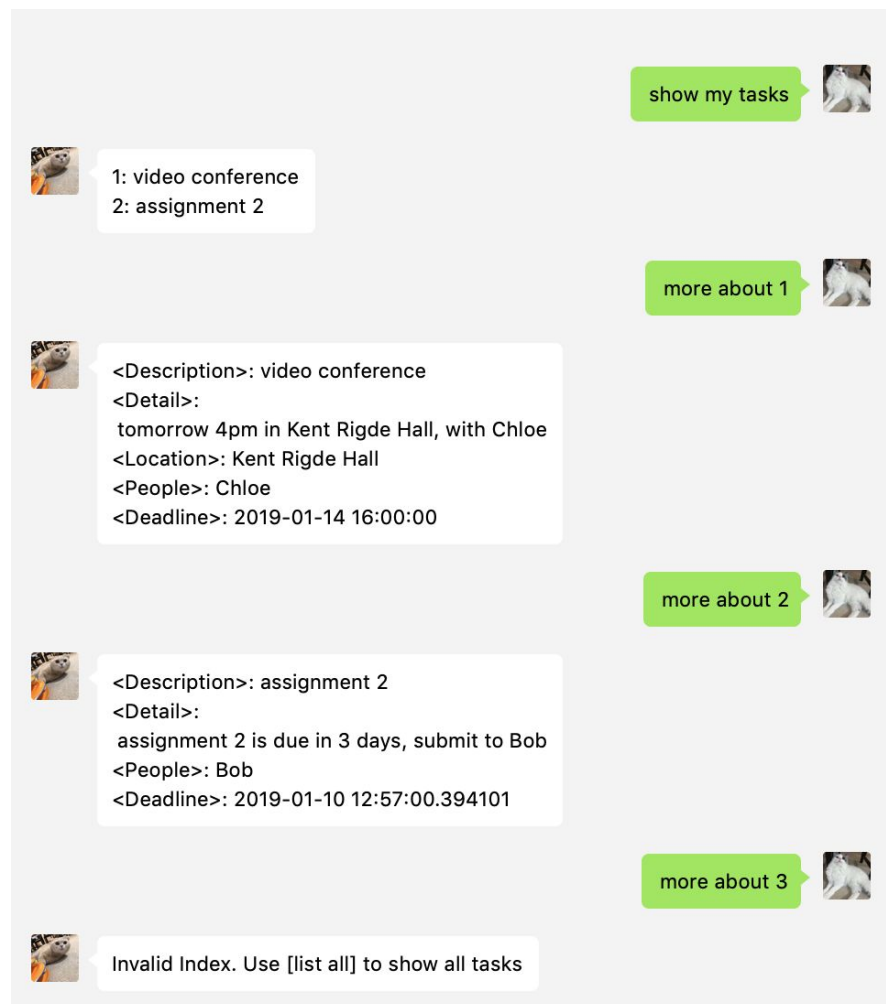 show my tasks
1: video conference
2: assignment 2
more about 1
<Description>: video conference
<Detail>:
tomorrow 4pm in Kent Rigde Hall, with Chloe
<Location>: Kent Rigde Hall
<People>: Chloe
<Deadline>: 2019-01-14 16:00:00
more about 2
<Description>: assignment 2
<Detail>:
assignment 2 is due in 3 days, submit to Bob
<People>: Bob
<Deadline>: 2019-01-10 12:57:00.394101
more about 3
Invalid Index. Use [list all] to show all tasks